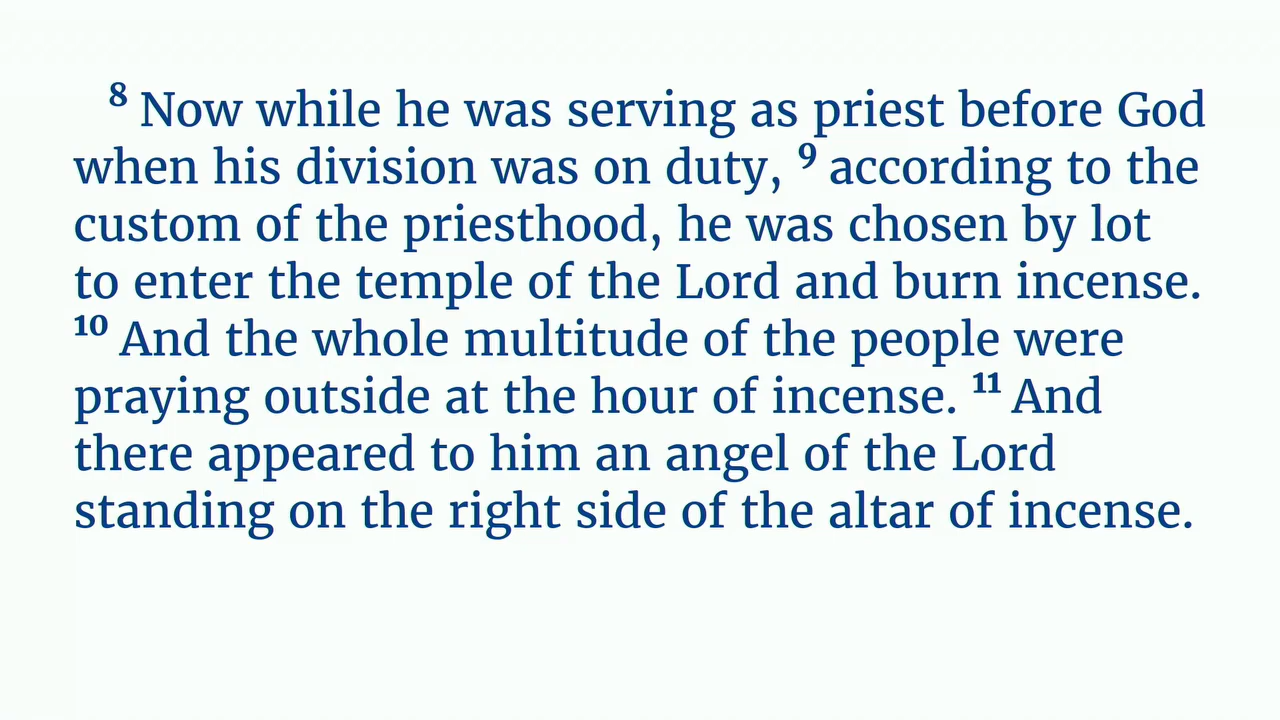 8 Now while he was serving as priest before God
when his division was on duty, 9 according to the
custom of the priesthood, he was chosen by lot
to enter the temple of the Lord and burn incense.
10 And the whole multitude of the people were
praying outside at the hour of incense. 11 And
there appeared to him an angel of the Lord
standing on the right side of the altar of incense.